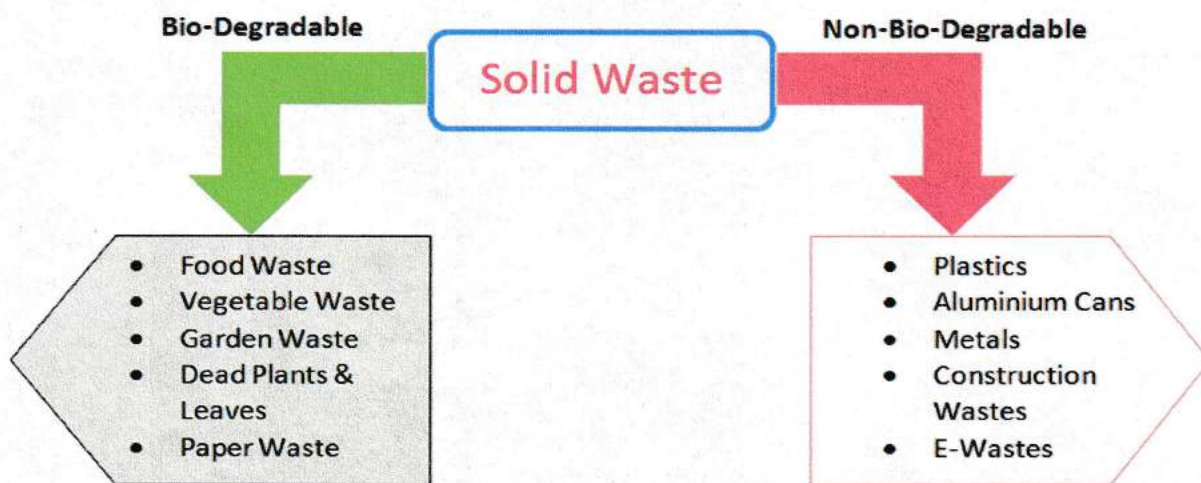 Bio-Degradable
Solid Waste
Non-Bio-Degradable
• Food Waste
• Vegetable Waste
• Garden Waste
• Dead Plants &
Leaves
• Paper Waste
• Plastics
• Aluminium Cans
• Metals
• Construction
Wastes
• E-Wastes